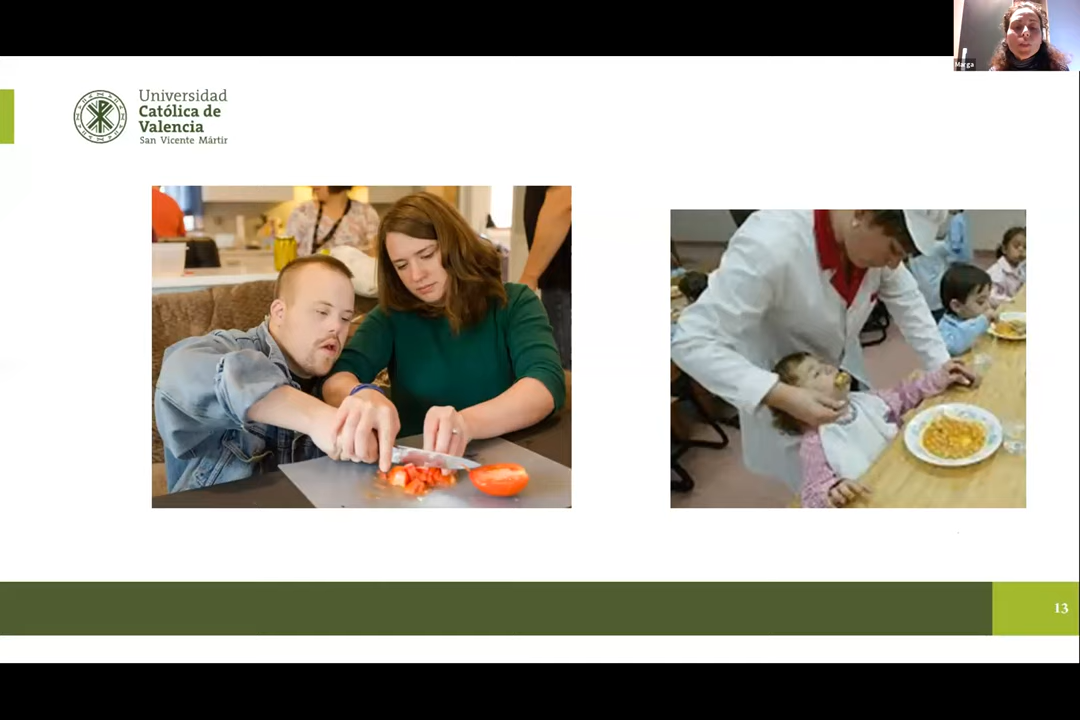 Marga
Universidad
Católica de
Valencia
San Vicente Mártir
13